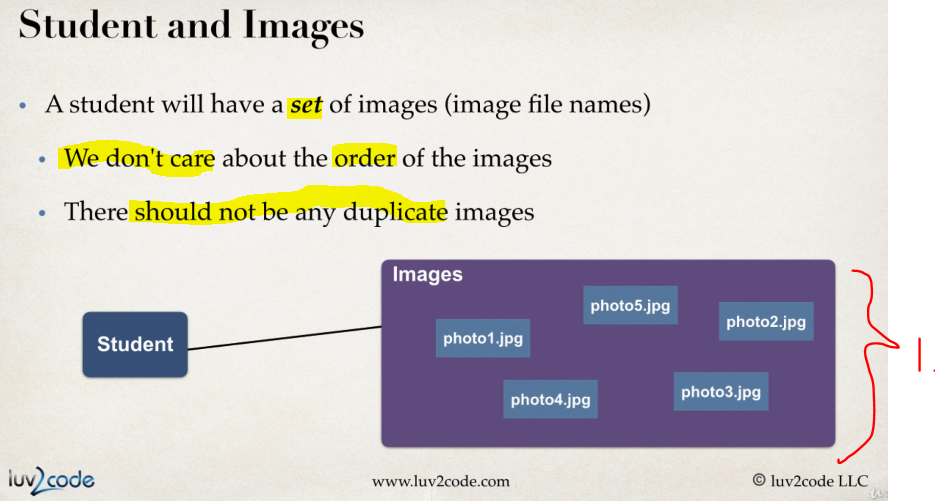 Student and Images
• A student will have a set of images (image file names)
• We don't care about the order of the images
• There should not be any duplicate images
Images
photo5.jpg
photo2.jpg
photo1.jpg
Student
photo3.jpg
photo4.jpg
luv2code
www.luv2code.com
© luv2code LLC